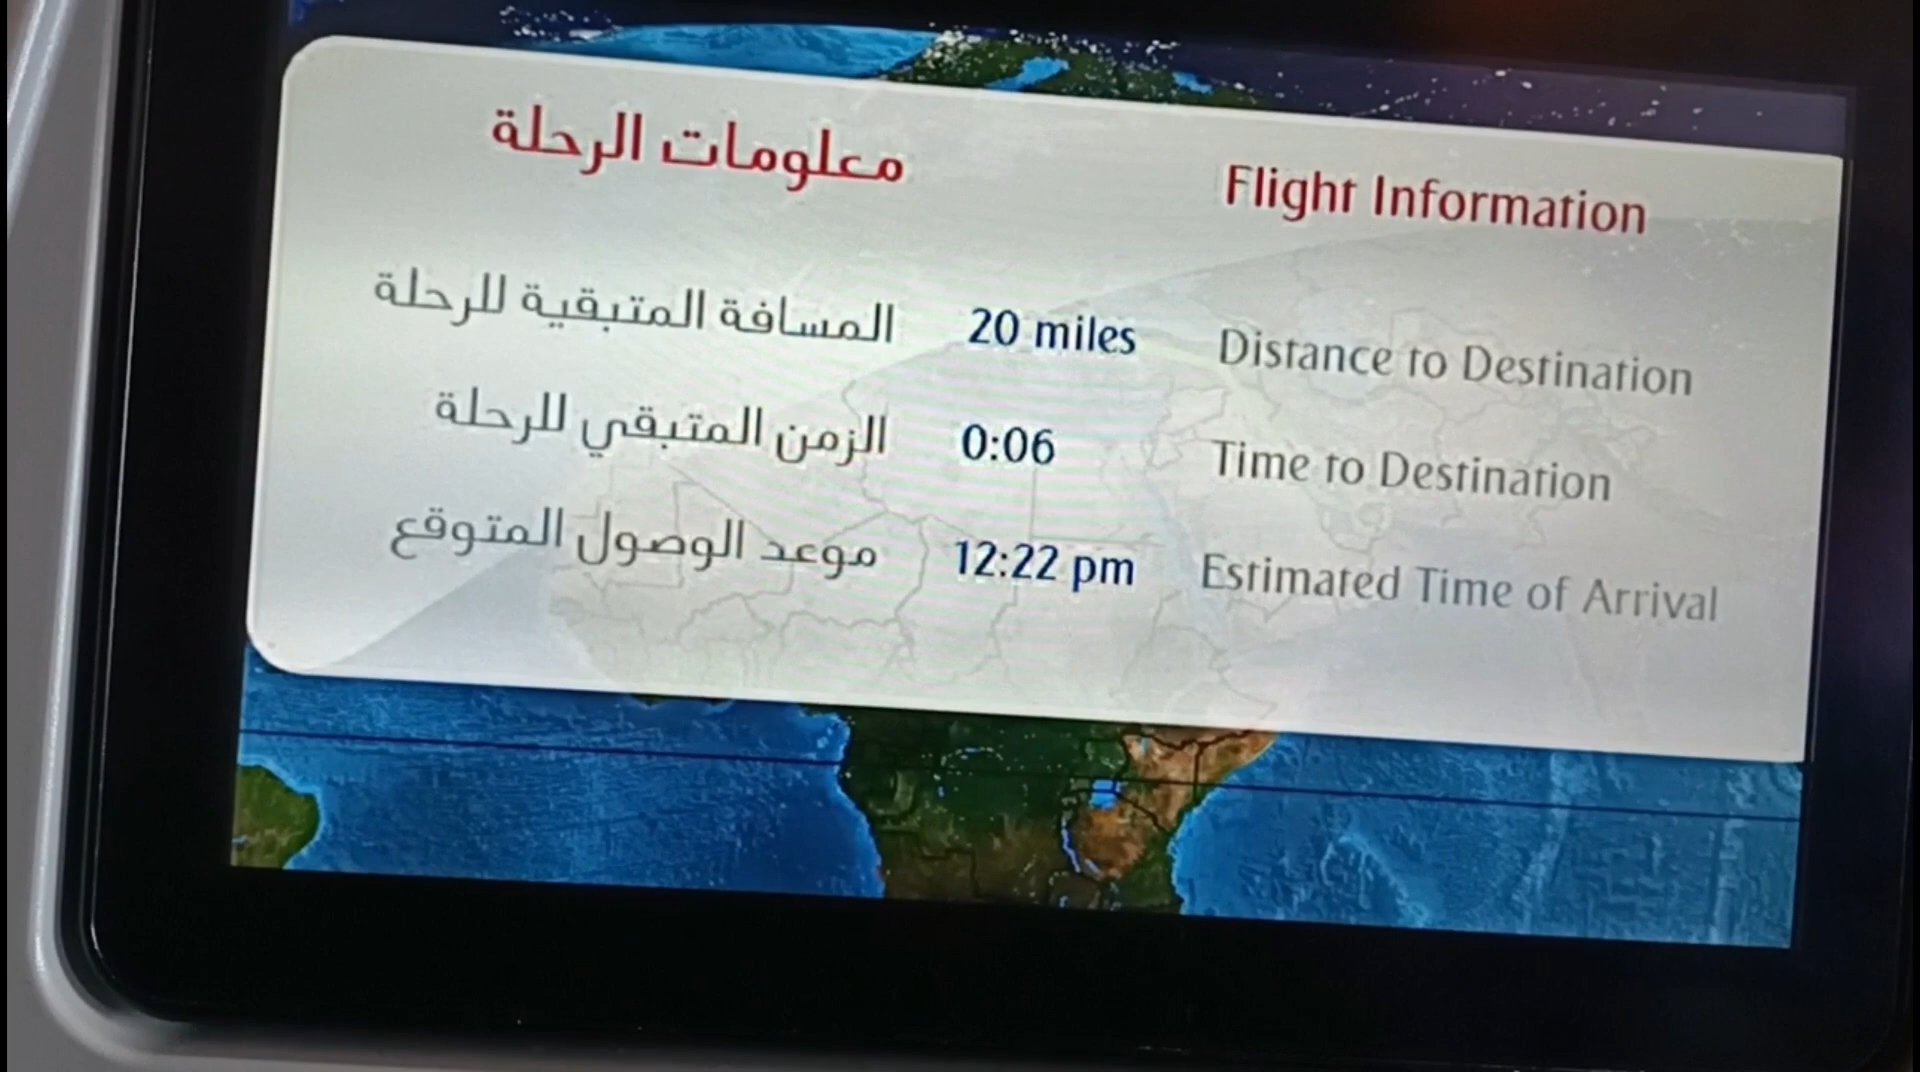 معلومات الرحلة Flight Information
المسافة المتبقية للرحلة 20 miles Distance to Destination
الزمن المتبقي للرحلة 0:06 Time to Destination
موعد الوصول المتوقع 12:22 pm Estimated Time of Arrival